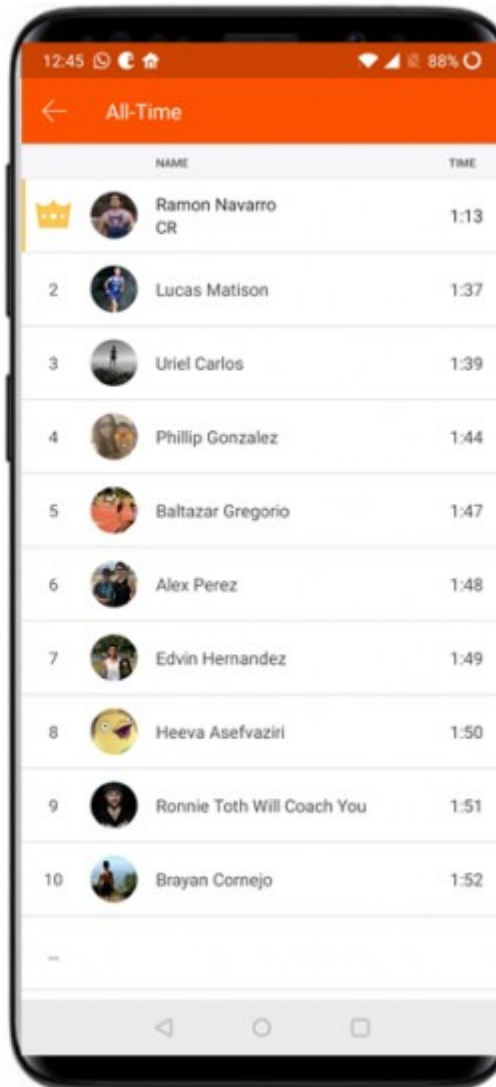 12:45 88%
All-Time
NAME TIME
Ramon Navarro
CR 1:13
2 Lucas Matison 1:37
3 Uriel Carlos 1:39
4 Phillip Gonzalez 1:44
5 Baltazar Gregorio 1:47
6 Alex Perez 1:48
7 Edvin Hernandez 1:49
8 Heeva Asefvaziri 1:50
9 Ronnie Toth Will Coach You 1:51
10 Brayan Cornejo 1:52
--